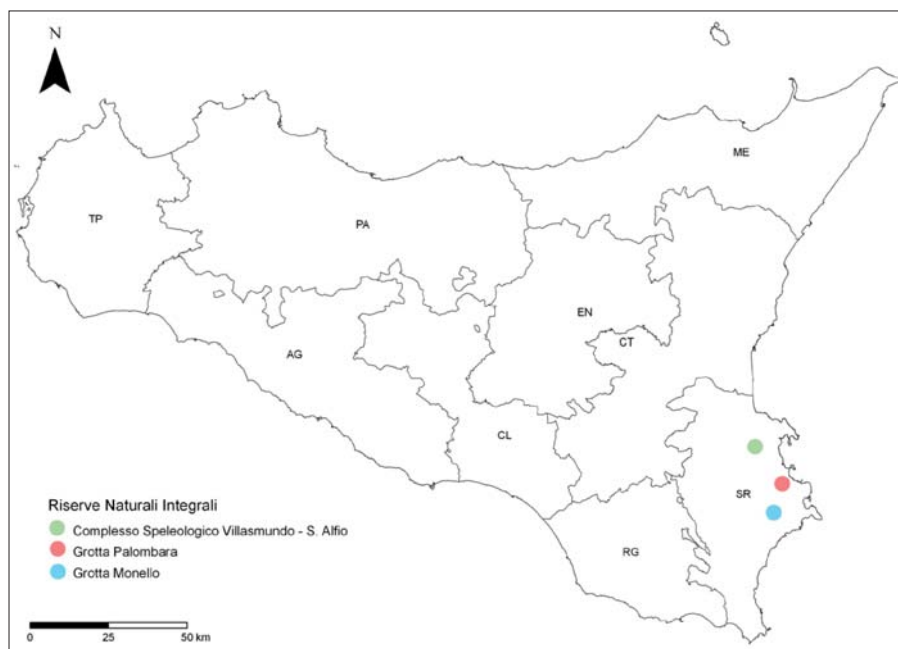 N
ME
TP
PA
EN
CT
AG
CL
SR
RG
Riserve Naturali Integrali
Complesso Speleologico Villasmundo - S. Alfio
Grotta Palombara
Grotta Monello
0 25 50 km